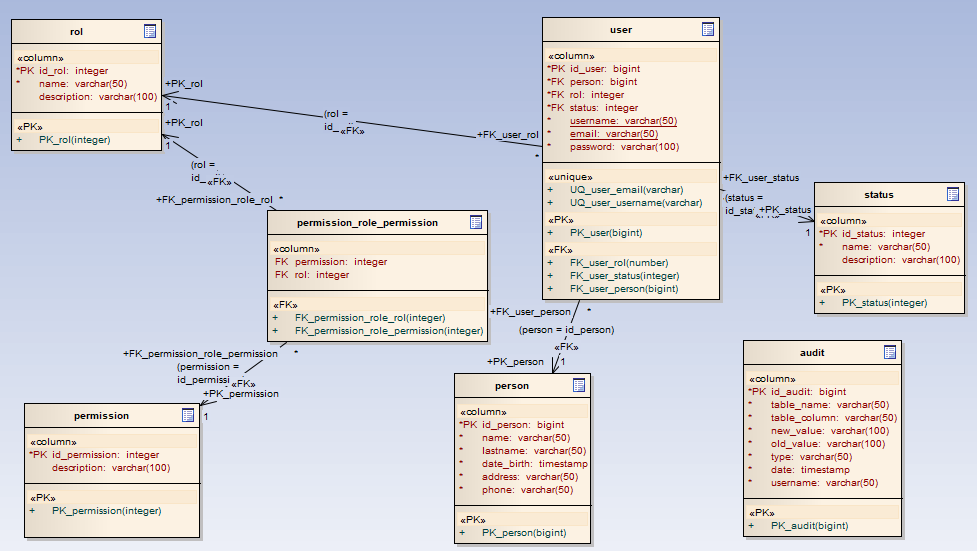 rol
«column»
*PK id_rol: integer
* name: varchar(50)
description: varchar(100)
«PK»
+ PK_rol(integer)
+PK_rol
1
+PK_rol
1
(rol =
id_
«FK»
+FK_user_rol
*
(rol =
id_
«FK»
+FK_permission_role_rol
*
user
«column»
*PK id_user: bigint
*FK person: bigint
*FK rol: integer
*FK status: integer
* username: varchar(50)
* email: varchar(50)
* password: varchar(100)
«unique»
+ UQ_user_email(varchar)
+ UQ_user_username(varchar)
«PK»
+ PK_user(bigint)
«FK»
+ FK_user_rol(number)
+ FK_user_status(integer)
+ FK_user_person(bigint)
+FK_user_status
(status =
id_sta
+PK_status
1
status
«column»
*PK id_status: integer
* name: varchar(50)
description: varchar(100)
«PK»
+ PK_status(integer)
permission_role_permission
«column»
FK permission: integer
FK rol: integer
«FK»
+ FK_permission_role_rol(integer)
+ FK_permission_role_permission(integer)
+FK_user_person
*
(person = id_person)
«FK»
+PK_person
1
+FK_permission_role_permission
*
(permission =
id_permissi
«FK»
+PK_permission
1
permission
«column»
*PK id_permission: integer
description: varchar(100)
«PK»
+ PK_permission(integer)
person
«column»
*PK id_person: bigint
* name: varchar(50)
* lastname: varchar(50)
* date_birth: timestamp
* address: varchar(50)
* phone: varchar(50)
«PK»
+ PK_person(bigint)
audit
«column»
*PK id_audit: bigint
* table_name: varchar(50)
* table_column: varchar(50)
* new_value: varchar(100)
* old_value: varchar(100)
* type: varchar(50)
* date: timestamp
* username: varchar(50)
«PK»
+ PK_audit(bigint)